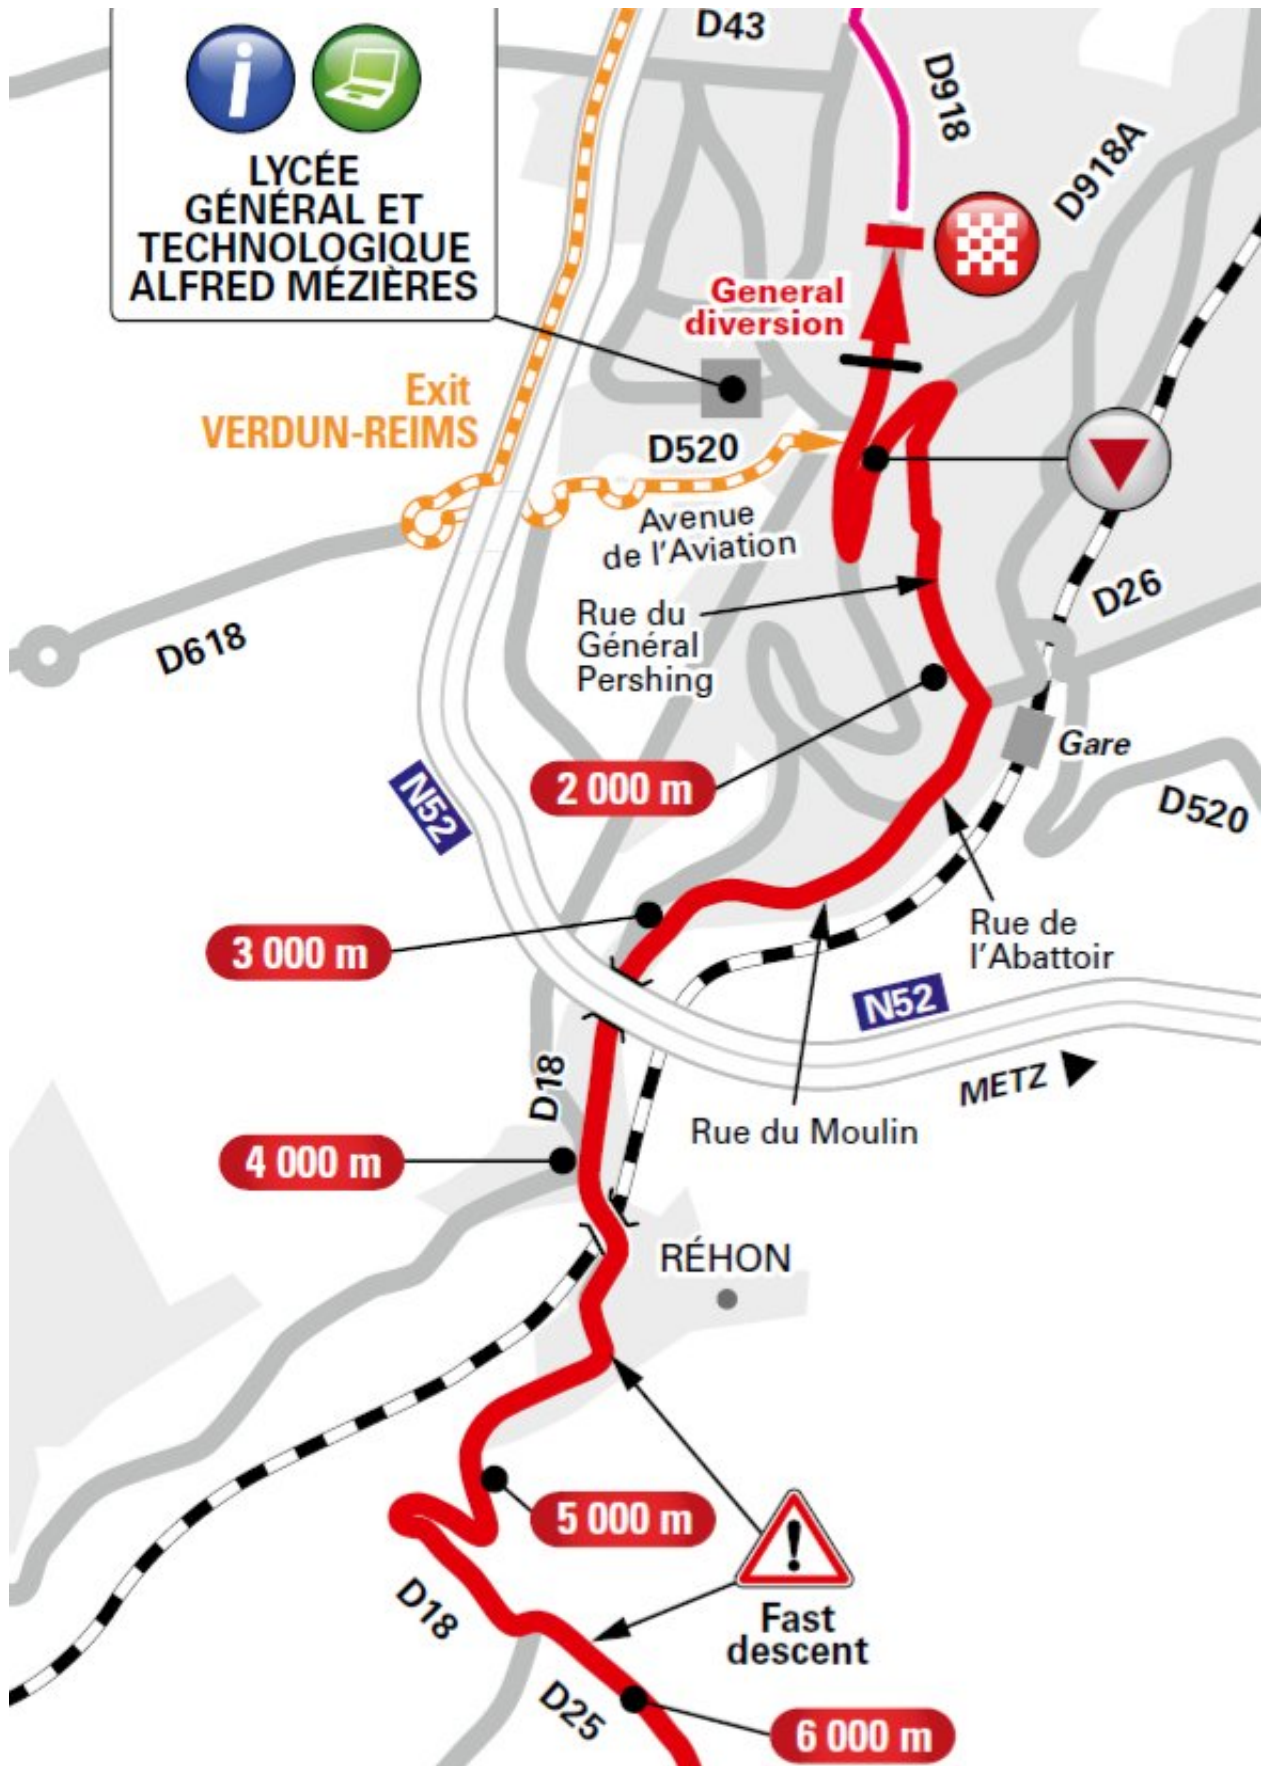 D43
D918
D918A
i
LYCÉE
GÉNÉRAL ET
TECHNOLOGIQUE
ALFRED MÉZIÈRES
General
diversion
Exit
VERDUN-REIMS
D520
Avenue
de l'Aviation
D618
Rue du
Général
Pershing
D26
Gare
2 000 m
N52
D520
3 000 m
Rue de
l'Abattoir
N52
METZ
D18
Rue du Moulin
4 000 m
RÉHON
5 000 m
!
Fast
descent
D18
D25
6 000 m